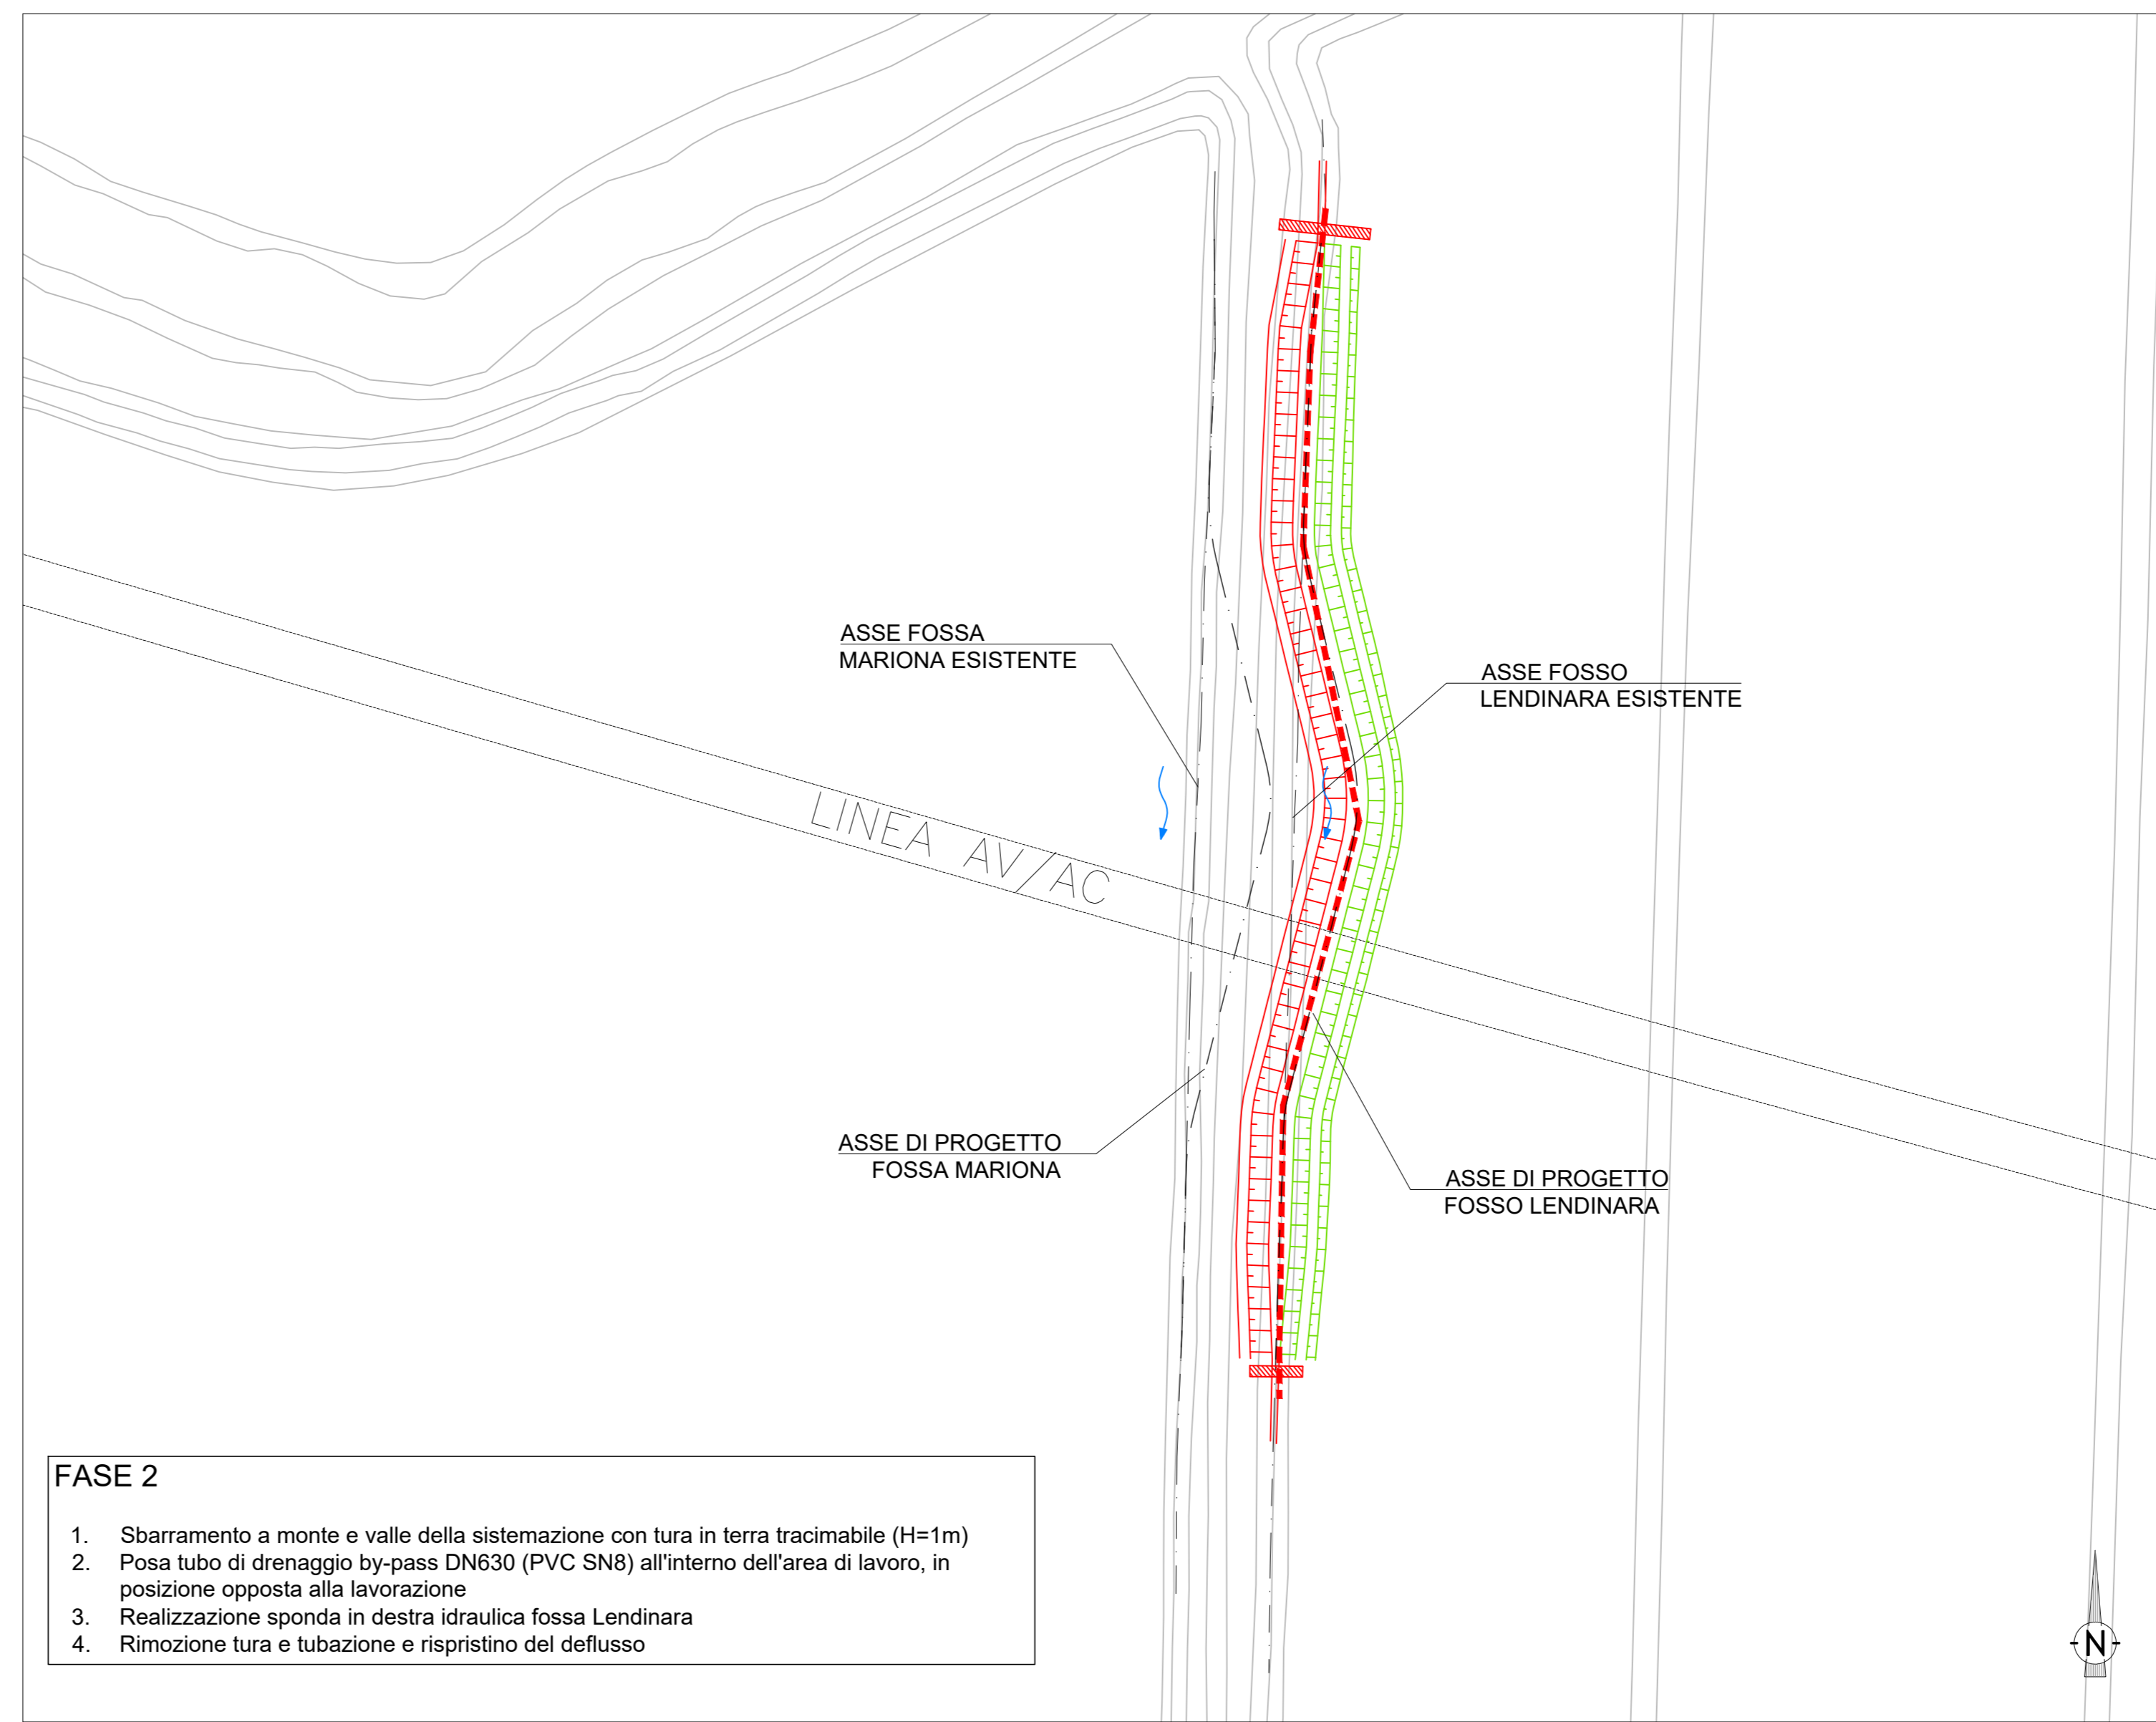 ASSE FOSSA
MARIONA ESISTENTE
ASSE FOSSO
LENDINARA ESISTENTE
LINEA AV/AC
ASSE DI PROGETTO
FOSSA MARIONA
ASSE DI PROGETTO
FOSSO LENDINARA
FASE 2
1. Sbarramento a monte e valle della sistemazione con tura in terra tracimabile (H=1m)
2. Posa tubo di drenaggio by-pass DN630 (PVC SN8) all'interno dell'area di lavoro, in
posizione opposta alla lavorazione
3. Realizzazione sponda in destra idraulica fossa Lendinara
4. Rimozione tura e tubazione e rispristino del deflusso
N